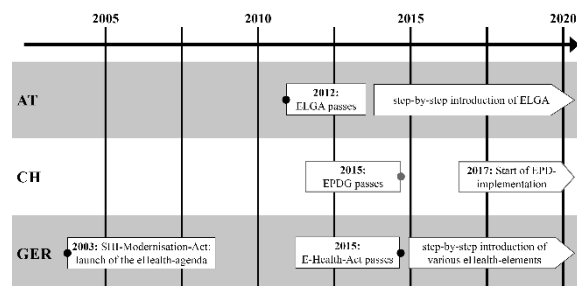 2005 2010 2015 2020
AT
2012:
ELGA passes
step-by-step introduction of ELGA
CH
2015:
EPDG passes
2017: Start of EPD-
implementation
GER
2003: SHI-Modernisation-Act:
launch of the eHealth-agenda
2015:
E-Health-Act passes
step-by-step introduction of
various eHealth-elements